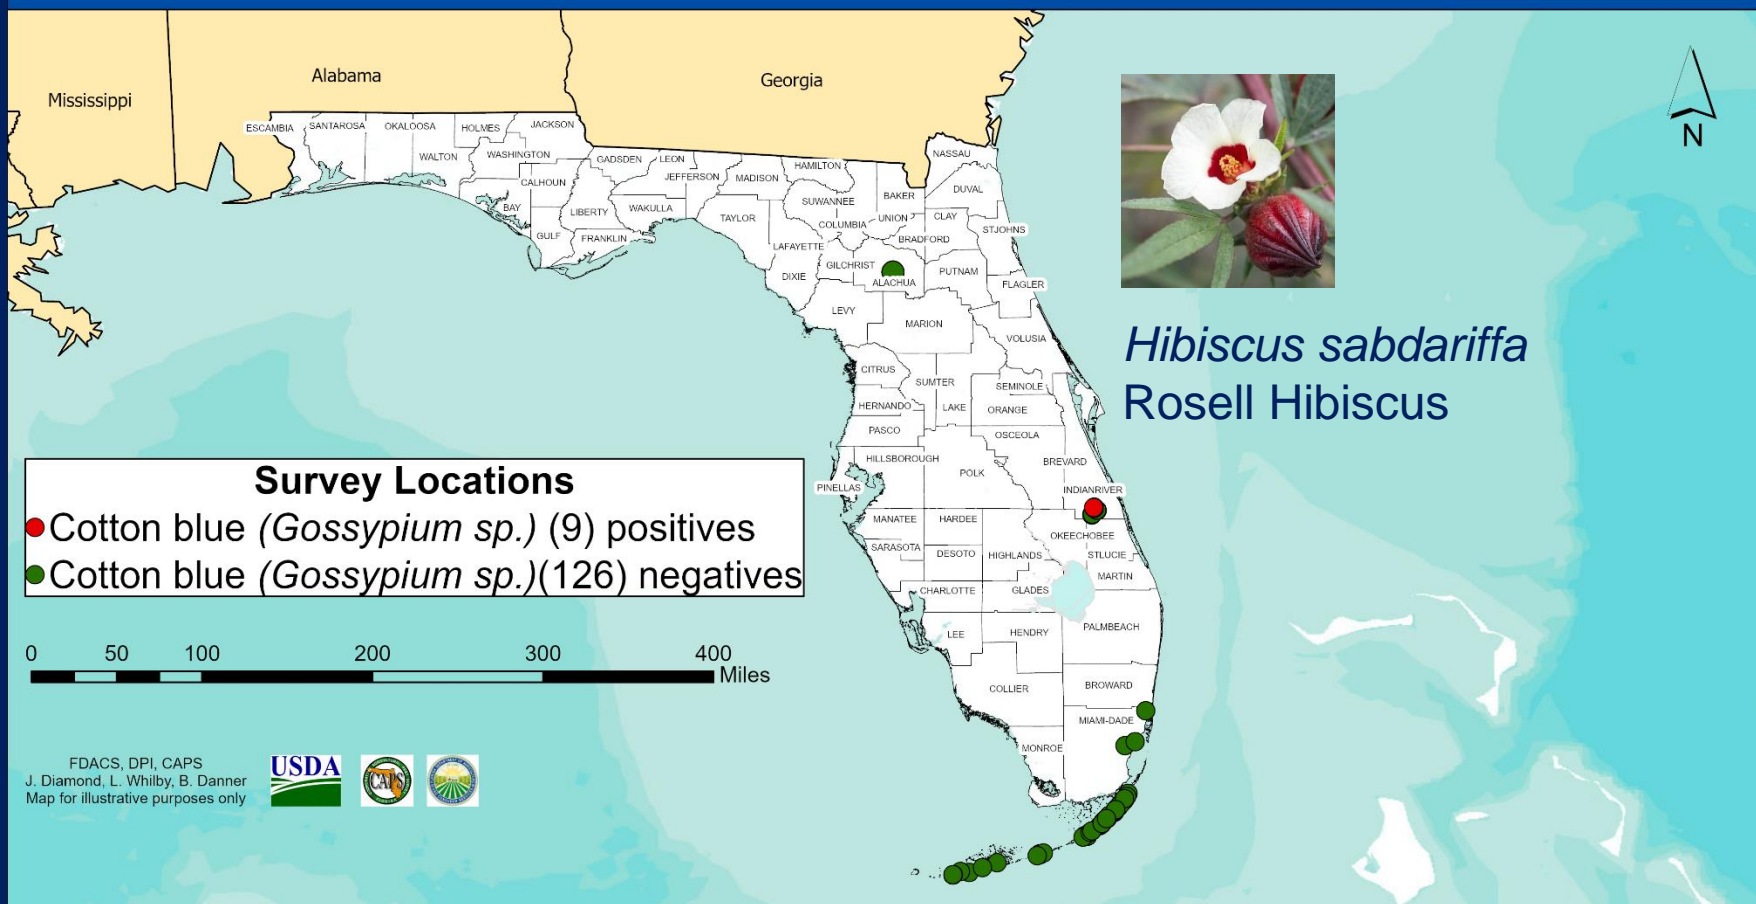 Mississippi
Alabama
Georgia
N
ESCAMBIA
SANTAROSA
OKALOOSA
HOLMES
JACKSON
WALTON
WASHINGTON
CALHOUN
BAY
GULF
GADSDEN
LEON
JEFFERSON
MADISON
LIBERTY
WAKULLA
FRANKLIN
HAMILTON
TAYLOR
SUWANNEE
COLUMBIA
LAFAYETTE
DIXIE
NASSAU
BAKER
DUVAL
UNION
CLAY
BRADFORD
STJOHNS
GILCHRIST
ALACHUA
PUTNAM
FLAGLER
LEVY
MARION
VOLUSIA
CITRUS
SUMTER
SEMINOLE
HERNANDO
LAKE
ORANGE
PASCO
OSCEOLA
HILLSBOROUGH
POLK
BREVARD
PINELLAS
INDIANRIVER
MANATEE
HARDEE
OKEECHOBEE
SARASOTA
DESOTO
HIGHLANDS
STLUCIE
MARTIN
CHARLOTTE
GLADES
LEE
HENDRY
PALMBEACH
COLLIER
BROWARD
MIAMI-DADE
MONROE
Hibiscus sabdariffa
Rosell Hibiscus
Survey Locations
Cotton blue (Gossypium sp.) (9) positives
Cotton blue (Gossypium sp.)(126) negatives
0 50 100 200 300 400
Miles
FDACS, DPI, CAPS
J. Diamond, L. Whilby, B. Danner
Map for illustrative purposes only
USDA
CAPS